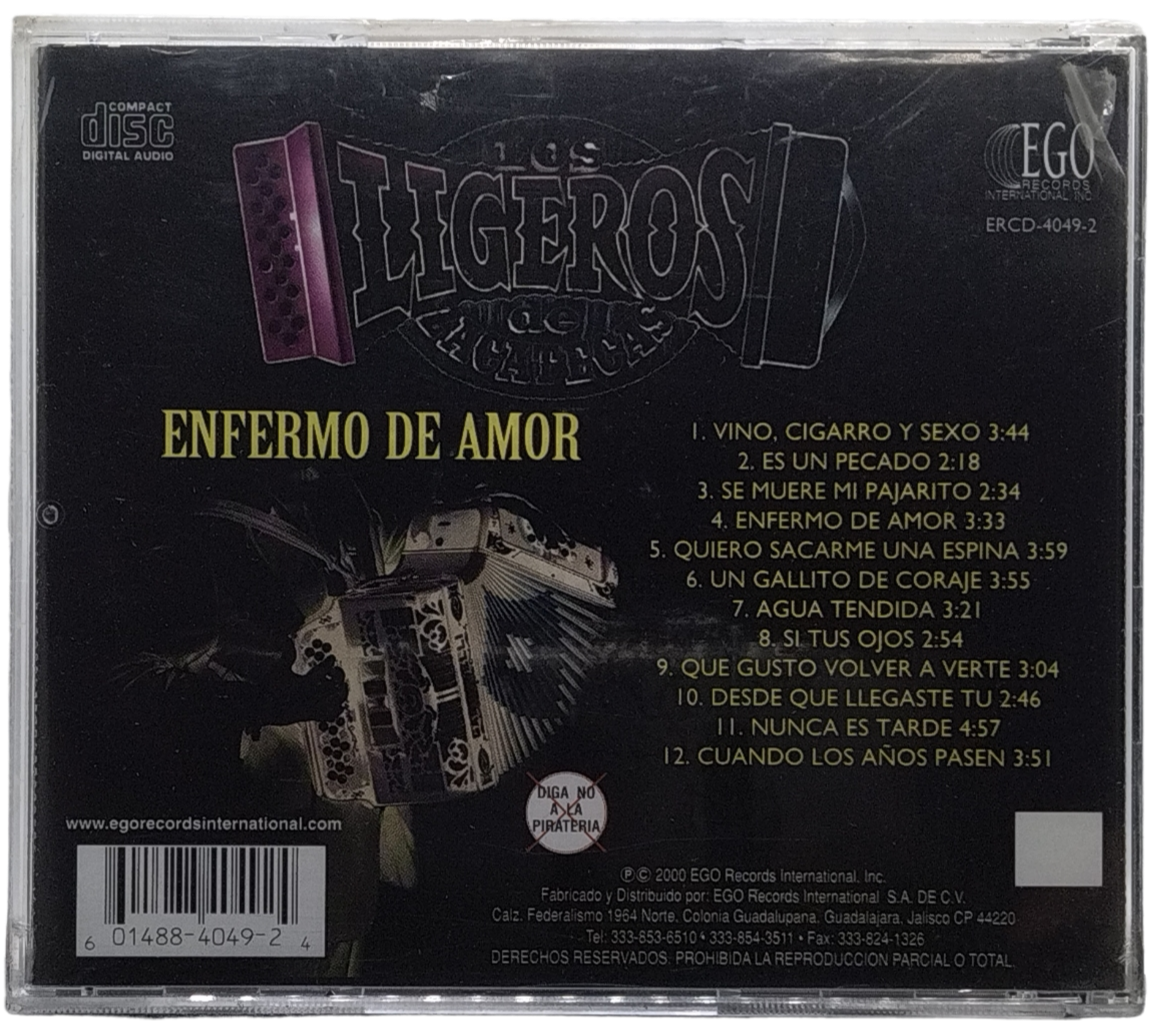 COMPACT
disc
DIGITAL AUDIO
LOS
LIGEROS
de
ZACATECAS
EGO
RECORDS
INTERNATIONAL, INC.
ERCD-4049-2
ENFERMO DE AMOR
1. VINO, CIGARRO Y SEXO 3:44
2. ES UN PECADO 2:18
3. SE MUERE MI PAJARITO 2:34
4. ENFERMO DE AMOR 3:33
5. QUIERO SACARME UNA ESPINA 3:59
6. UN GALLITO DE CORAJE 3:55
7. AGUA TENDIDA 3:21
8. SI TUS OJOS 2:54
9. QUE GUSTO VOLVER A VERTE 3:04
10. DESDE QUE LLEGASTE TU 2:46
11. NUNCA ES TARDE 4:57
12. CUANDO LOS AÑOS PASEN 3:51
DIGA NO
A LA
PIRATERIA
www.egorecordsinternational.com
6 01488-4049-2 4
℗ © 2000 EGO Records International, Inc.
Fabricado y Distribuido por: EGO Records International S.A. DE C.V.
Calz. Federalismo 1964 Norte. Colonia Guadalupana. Guadalajara. Jalisco CP 44220
Tel: 333-853-6510 • 333-854-3511 • Fax: 333-824-1326
DERECHOS RESERVADOS. PROHIBIDA LA REPRODUCCION PARCIAL O TOTAL.